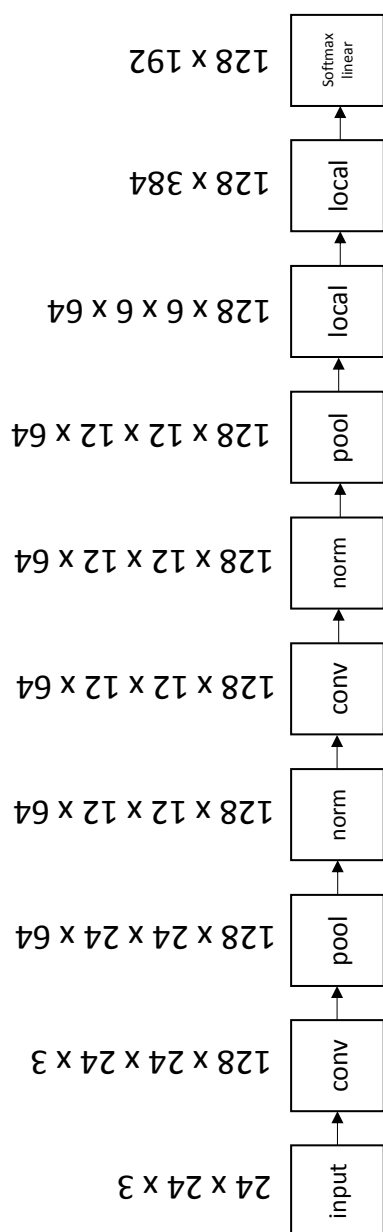 24 x 24 x 3
input
128 x 24 x 24 x 3
conv
128 x 24 x 24 x 64
pool
128 x 12 x 12 x 64
norm
128 x 12 x 12 x 64
conv
128 x 12 x 12 x 64
norm
128 x 12 x 12 x 64
pool
128 x 6 x 6 x 64
local
128 x 384
local
128 x 192
Softmax
linear